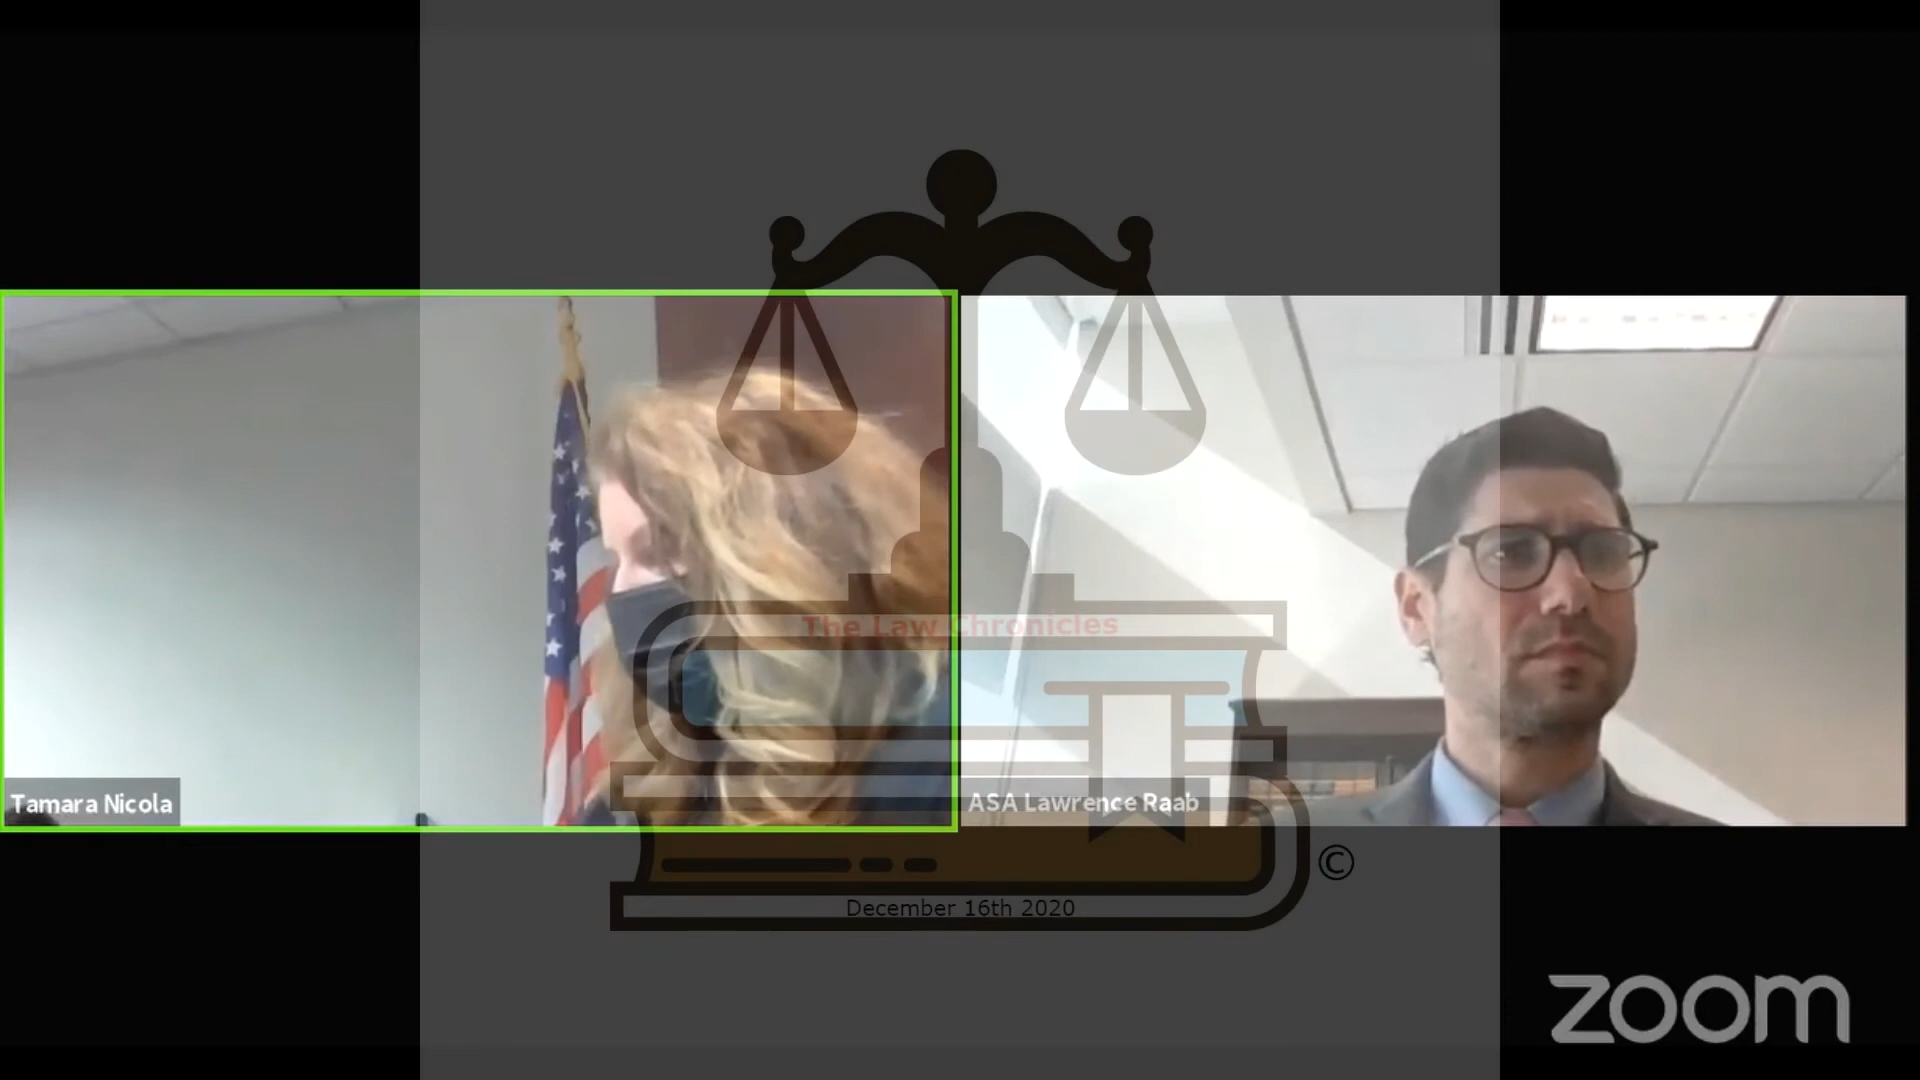 The Law Chronicles
Tamara Nicola
ASA Lawrence Raab
©
December 16th 2020
zoom